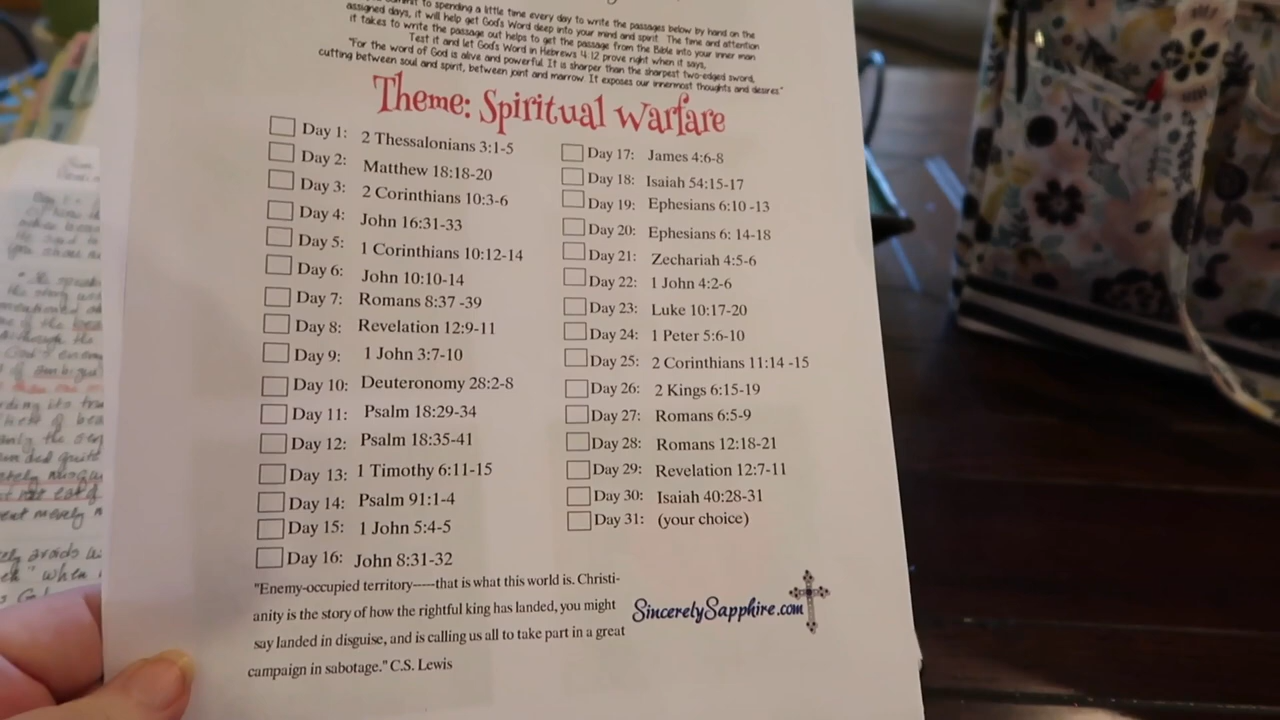 to spending a little time every day to write the passages below by hand on the
assigned days, it will help get God's Word deep into your mind and spirit. The time and attention
it takes to write the passage out helps to get the passage from the Bible into your inner man
Test it and let God's Word in Hebrews 4:12 prove right when it says,
"For the word of God is alive and powerful. It is sharper than the sharpest two-edged sword,
cutting between soul and spirit, between joint and marrow. It exposes our innermost thoughts and desires"
Theme: Spiritual Warfare
Day 1: 2 Thessalonians 3:1-5
Day 2: Matthew 18:18-20
Day 3: 2 Corinthians 10:3-6
Day 4: John 16:31-33
Day 5: 1 Corinthians 10:12-14
Day 6: John 10:10-14
Day 7: Romans 8:37 -39
Day 8: Revelation 12:9-11
Day 9: 1 John 3:7-10
Day 10: Deuteronomy 28:2-8
Day 11: Psalm 18:29-34
Day 12: Psalm 18:35-41
Day 13: 1 Timothy 6:11-15
Day 14: Psalm 91:1-4
Day 15: 1 John 5:4-5
Day 16: John 8:31-32
Day 17: James 4:6-8
Day 18: Isaiah 54:15-17
Day 19: Ephesians 6:10 -13
Day 20: Ephesians 6: 14-18
Day 21: Zechariah 4:5-6
Day 22: 1 John 4:2-6
Day 23: Luke 10:17-20
Day 24: 1 Peter 5:6-10
Day 25: 2 Corinthians 11:14 -15
Day 26: 2 Kings 6:15-19
Day 27: Romans 6:5-9
Day 28: Romans 12:18-21
Day 29: Revelation 12:7-11
Day 30: Isaiah 40:28-31
Day 31: (your choice)
"Enemy-occupied territory----that is what this world is. Christi-
anity is the story of how the rightful king has landed, you might
say landed in disguise, and is calling us all to take part in a great
campaign in sabotage." C.S. Lewis
SincerelySapphire.com